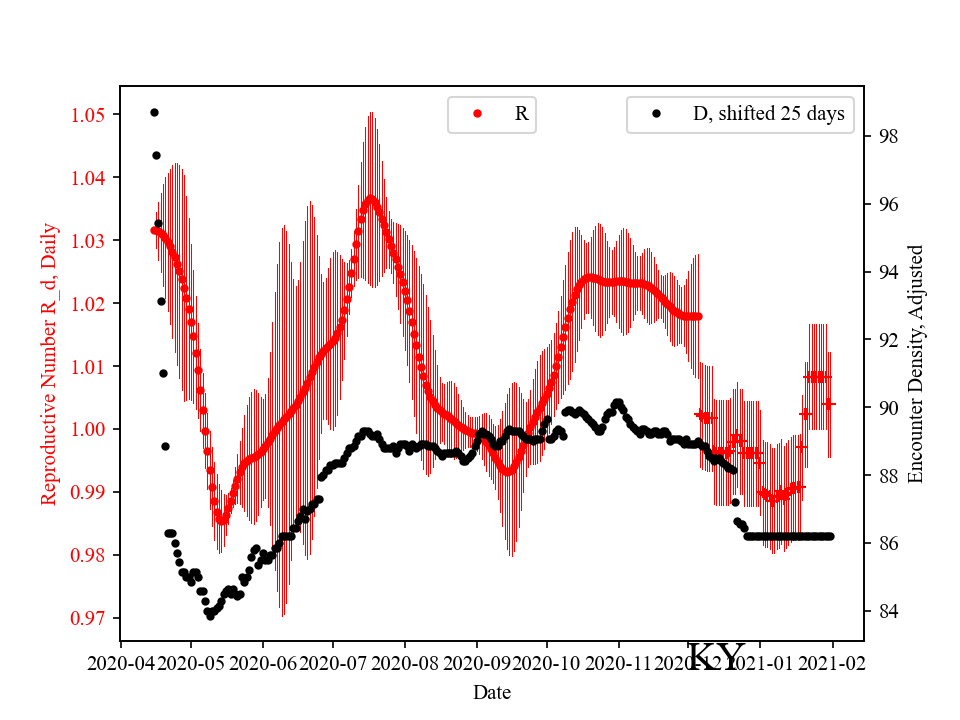 R
D, shifted 25 days
Reproductive Number R_d, Daily
1.05
1.04
1.03
1.02
1.01
1.00
0.99
0.98
0.97
Encounter Density, Adjusted
98
96
94
92
90
88
86
84
2020-04 2020-05 2020-06 2020-07 2020-08 2020-09 2020-10 2020-11 2020-12 2021-01 2021-02
KY
Date